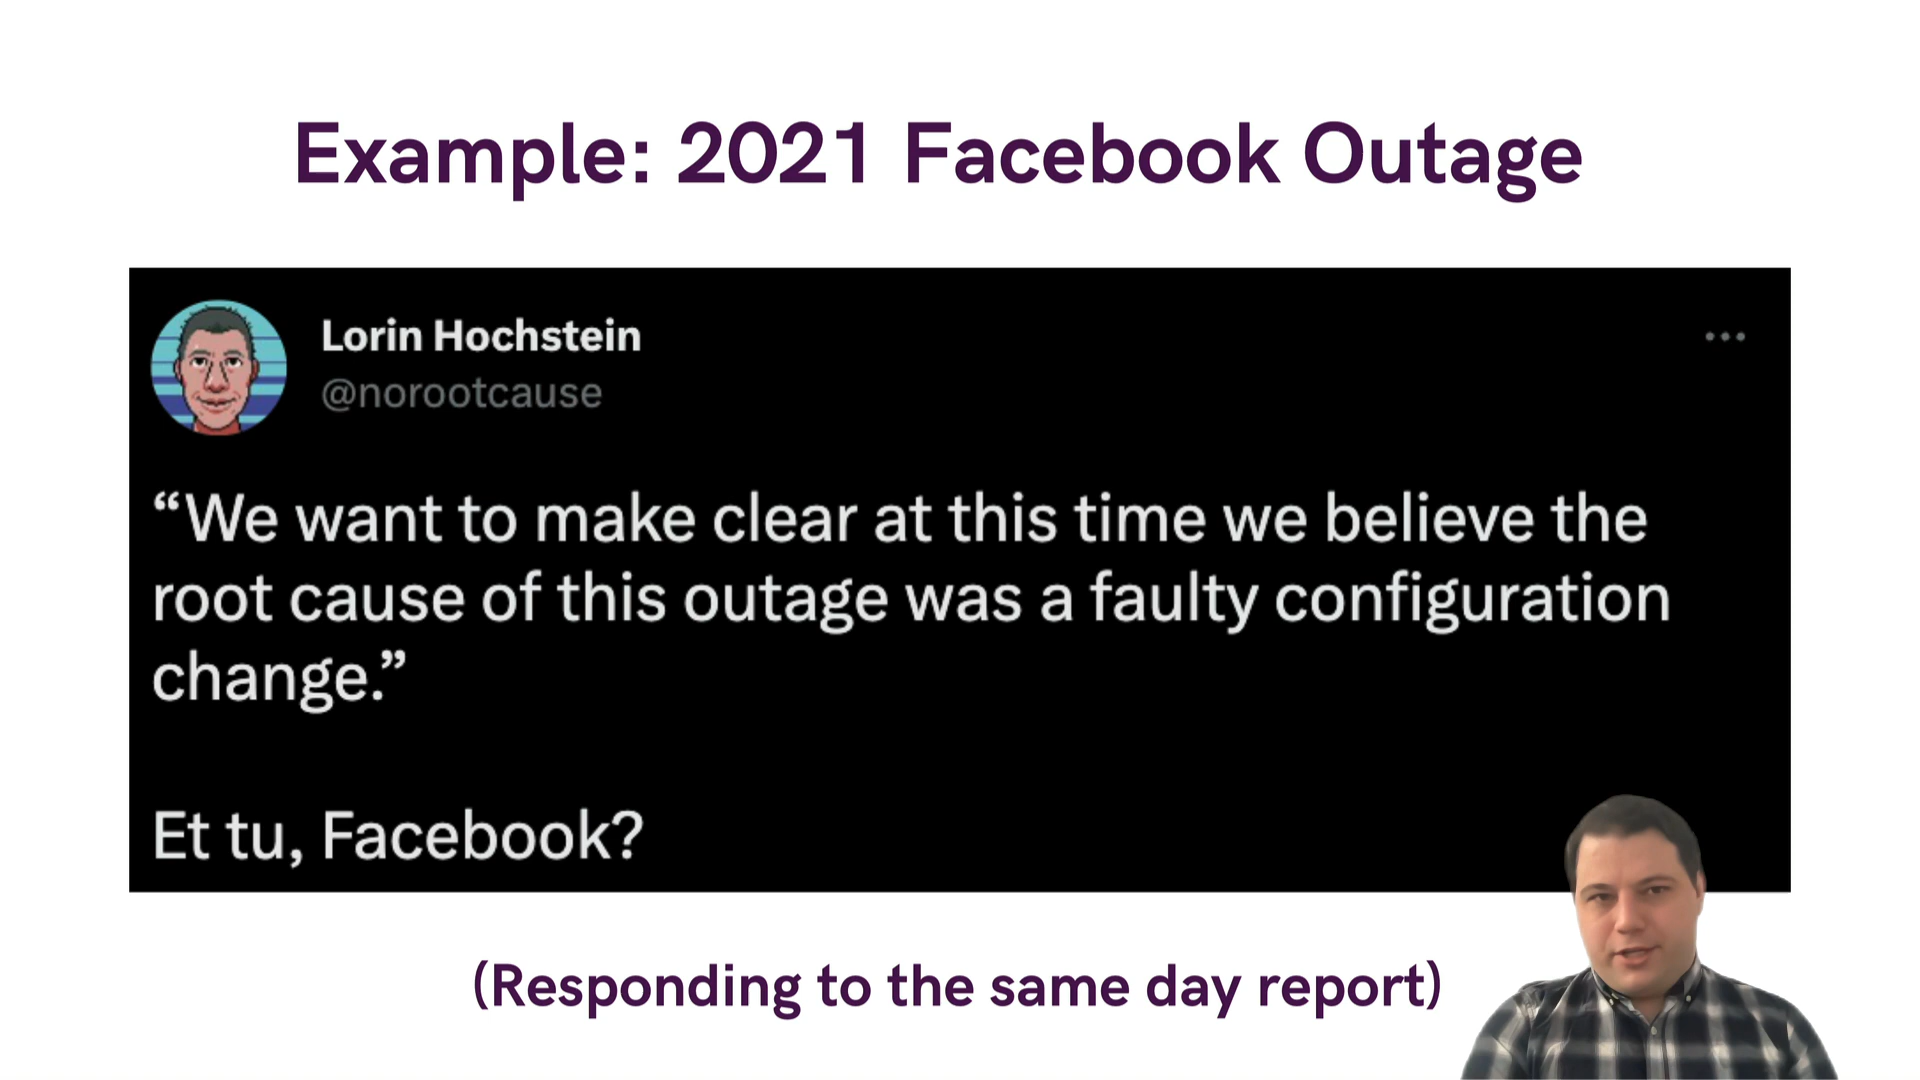 Example: 2021 Facebook Outage
Lorin Hochstein
@norootcause
“We want to make clear at this time we believe the
root cause of this outage was a faulty configuration
change.”
Et tu, Facebook?
(Responding to the same day report)